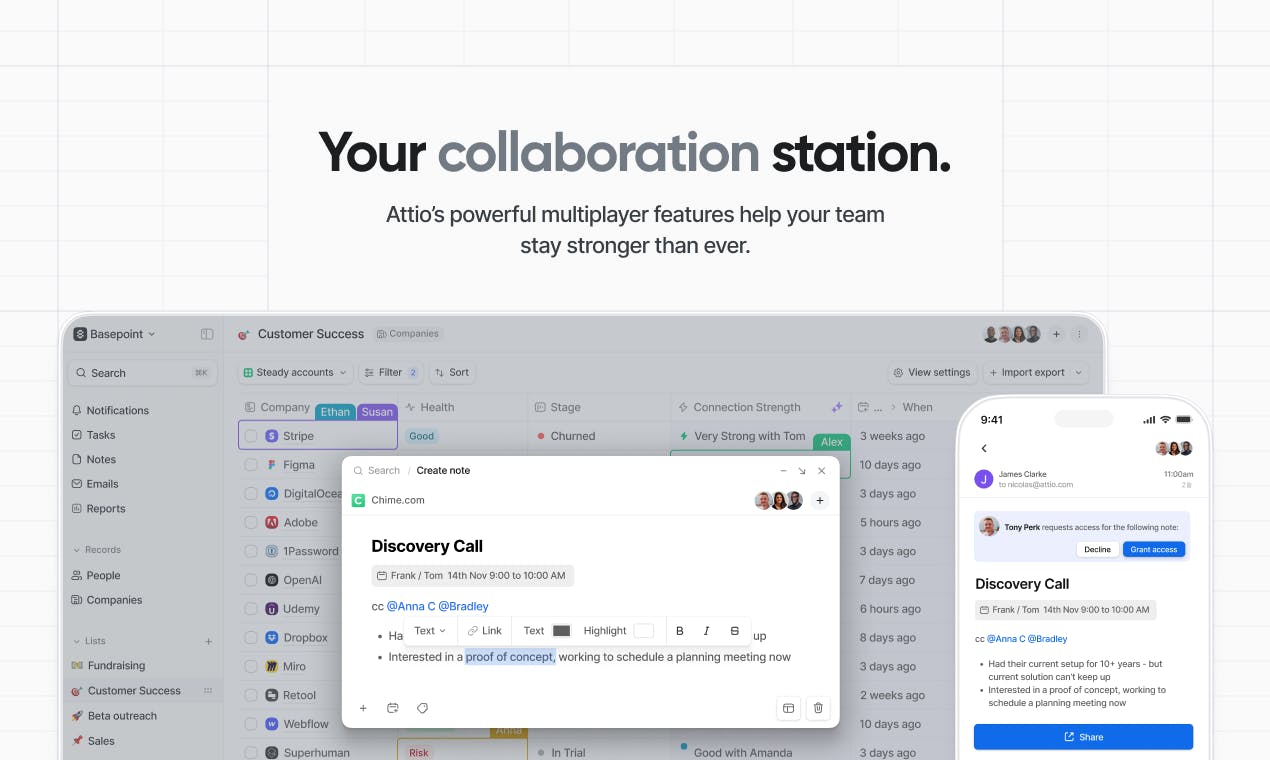 Your collaboration station.
Attio's powerful multiplayer features help your team
stay stronger than ever.
Basepoint
Search
⌘K
Notifications
Tasks
Notes
Emails
Reports
Records
People
Companies
Lists
Fundraising
Customer Success
Beta outreach
Sales
Customer Success
Companies
Steady accounts
Filter 2
Sort
View settings
Import export
Company
Ethan
Susan
Health
Stage
Connection Strength
... > When
Stripe
Good
Churned
Very Strong with Tom
Alex
3 weeks ago
Figma
10 days ago
DigitalOcea
3 days ago
Adobe
5 hours ago
1Password
3 days ago
OpenAI
7 days ago
Udemy
6 hours ago
Dropbox
8 days ago
Miro
3 days ago
Retool
2 weeks ago
Webflow
10 days ago
Anna
Superhuman
Risk
In Trial
Good with Amanda
3 days ago
Search / Create note
Chime.com
Discovery Call
Frank / Tom 14th Nov 9:00 to 10:00 AM
cc @Anna C @Bradley
Text
Link
Text
Highlight
B
I
S
• Ha
up
• Interested in a proof of concept, working to schedule a planning meeting now
9:41
J
James Clarke
11:00am
to nicolas@attio.com
Tony Perk requests access for the following note:
Decline
Grant access
Discovery Call
Frank / Tom 14th Nov 9:00 to 10:00 AM
cc @Anna C @Bradley
• Had their current setup for 10+ years - but
current solution can't keep up
• Interested in a proof of concept, working to
schedule a planning meeting now
Share